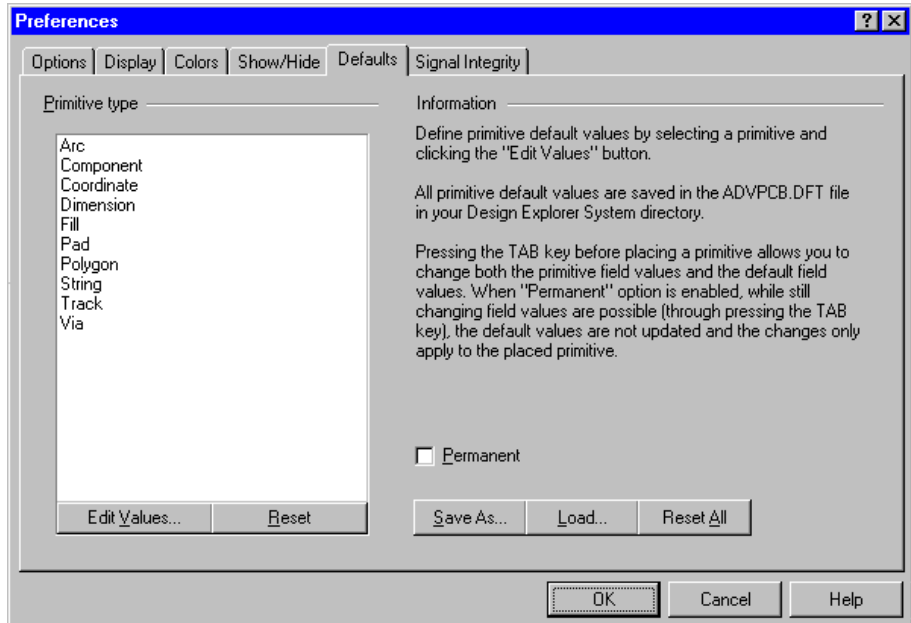 Preferences
Options Display Colors Show/Hide Defaults Signal Integrity
Primitive type
Arc
Component
Coordinate
Dimension
Fill
Pad
Polygon
String
Track
Via
Edit Values...
Reset
Information
Define primitive default values by selecting a primitive and
clicking the "Edit Values" button.
All primitive default values are saved in the ADVPCB.DFT file
in your Design Explorer System directory.
Pressing the TAB key before placing a primitive allows you to
change both the primitive field values and the default field
values. When "Permanent" option is enabled, while still
changing field values are possible (through pressing the TAB
key), the default values are not updated and the changes only
apply to the placed primitive.
Permanent
Save As... Load... Reset All
OK Cancel Help